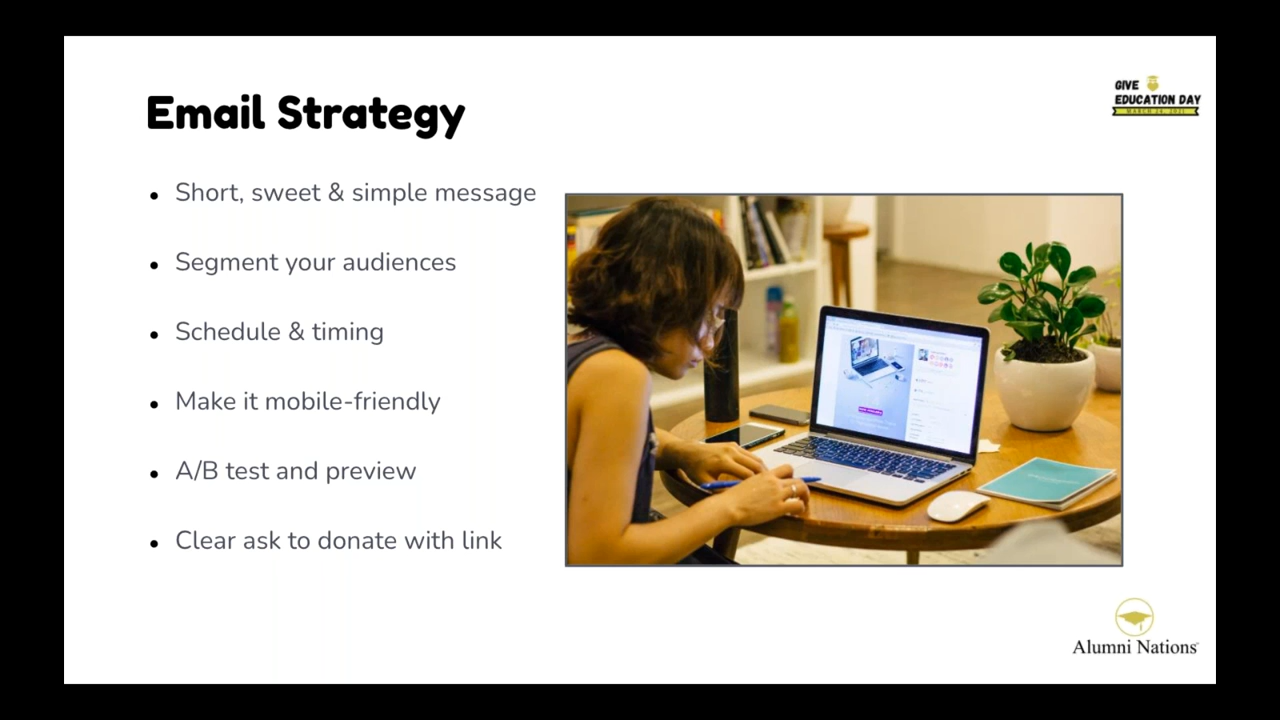 Email Strategy
GIVE
EDUCATION DAY
• Short, sweet & simple message
• Segment your audiences
• Schedule & timing
• Make it mobile-friendly
• A/B test and preview
• Clear ask to donate with link
Alumni Nations